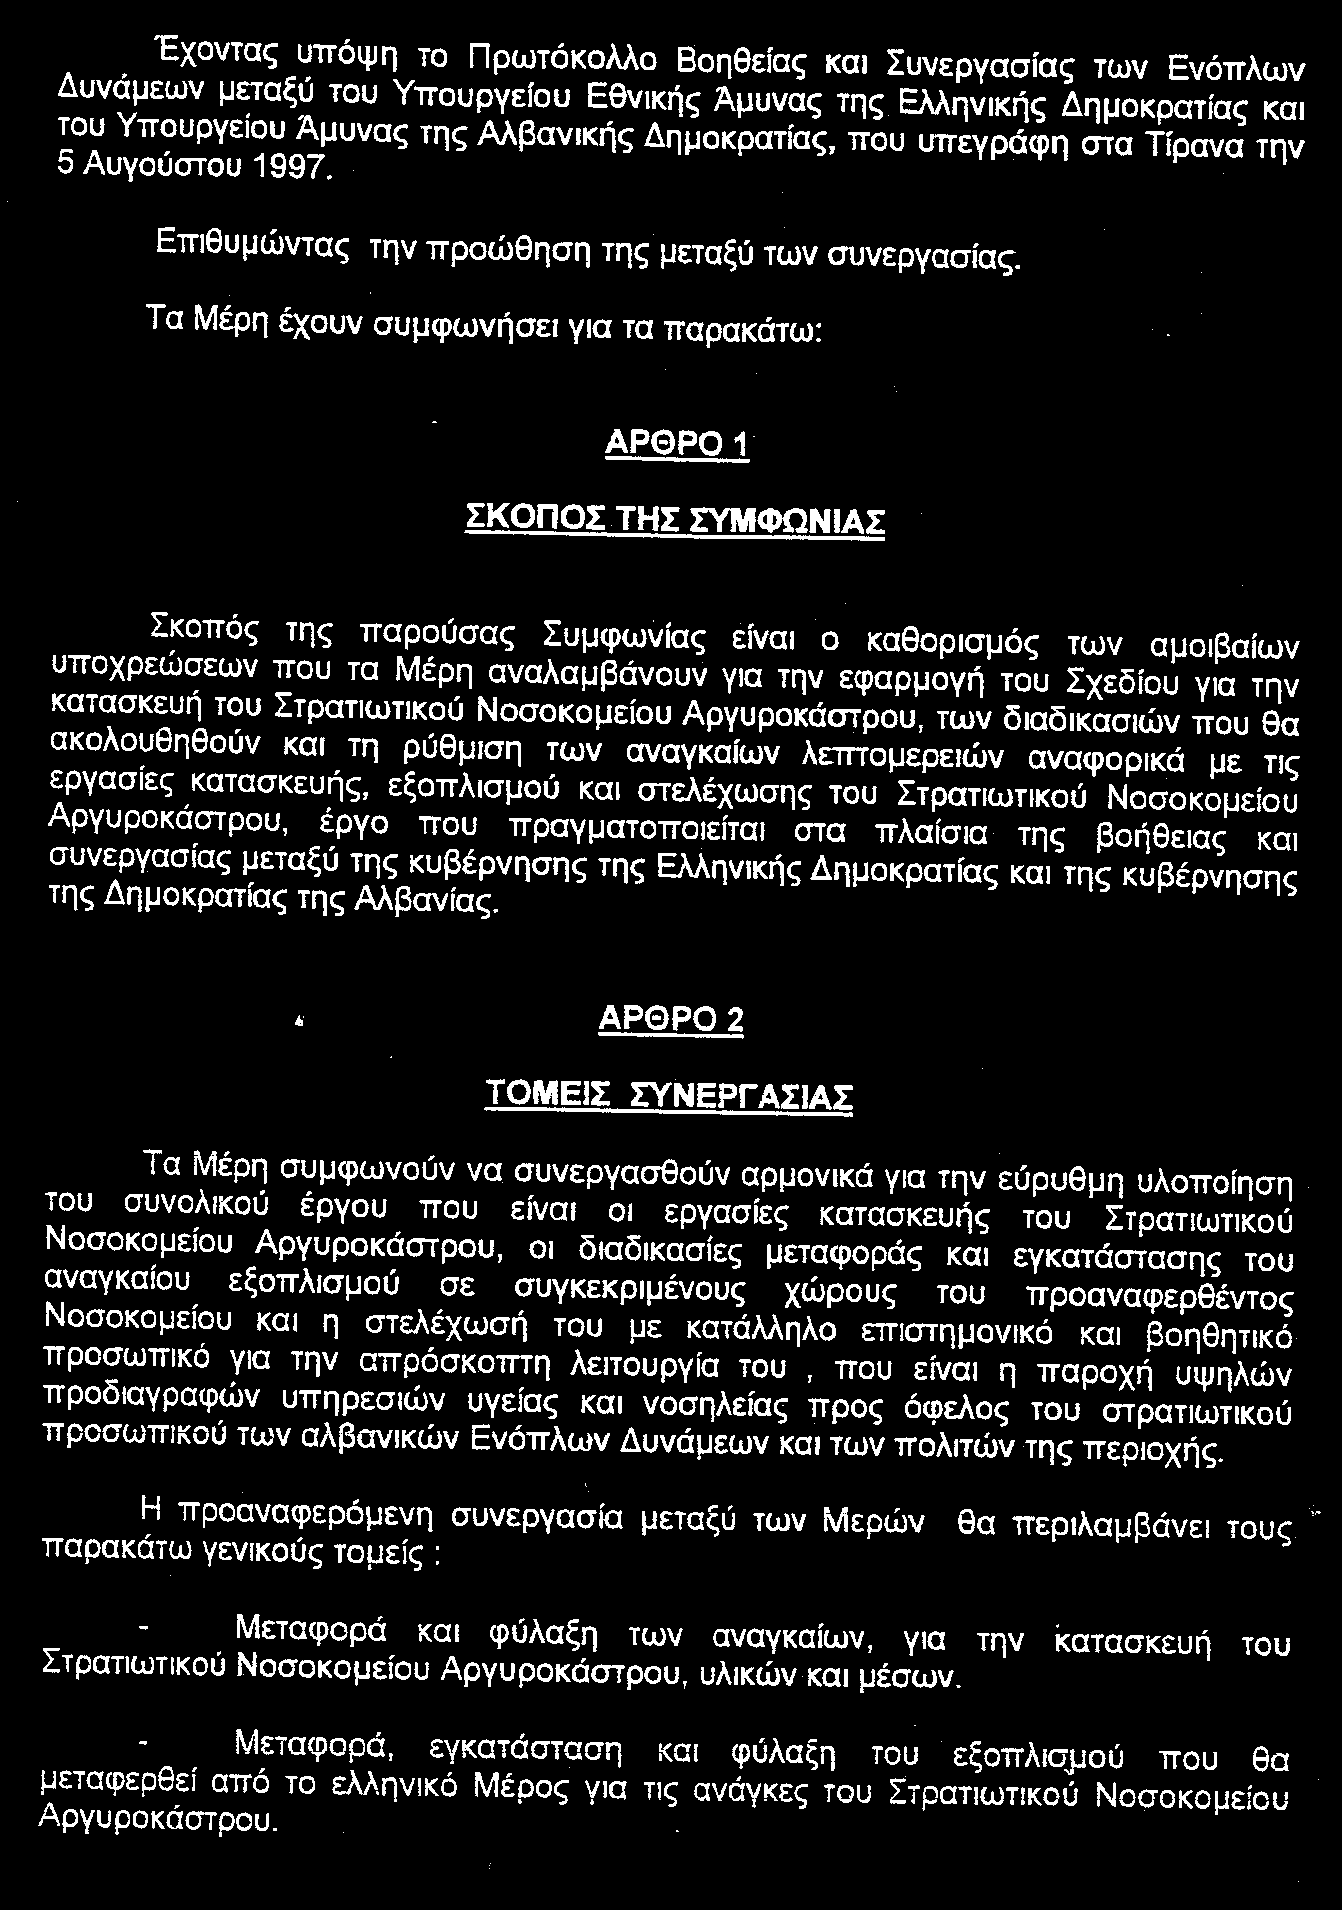 Έχοντας υπόψη το Πρωτόκολλο Βοηθείας και Συνεργασίας των Ενόπλων
Δυνάμεων μεταξύ του Υπουργείου Εθνικής Άμυνας της Ελληνικής Δημοκρατίας και
του Υπουργείου Άμυνας της Αλβανικής Δημοκρατίας, που υπεγράφη στα Τίρανα την
5 Αυγούστου 1997.
Επιθυμώντας την προώθηση της μεταξύ των συνεργασίας.
Τα Μέρη έχουν συμφωνήσει για τα παρακάτω:
ΑΡΘΡΟ 1
ΣΚΟΠΟΣ ΤΗΣ ΣΥΜΦΩΝΙΑΣ
Σκοπός της παρούσας Συμφωνίας είναι ο καθορισμός των αμοιβαίων
υποχρεώσεων που τα Μέρη αναλαμβάνουν για την εφαρμογή του Σχεδίου για την
κατασκευή του Στρατιωτικού Νοσοκομείου Αργυροκάστρου, των διαδικασιών που θα
ακολουθηθούν και τη ρύθμιση των αναγκαίων λεπτομερειών αναφορικά με τις
εργασίες κατασκευής, εξοπλισμού και στελέχωσης του Στρατιωτικού Νοσοκομείου
Αργυροκάστρου, έργο που πραγματοποιείται στα πλαίσια της βοήθειας και
συνεργασίας μεταξύ της κυβέρνησης της Ελληνικής Δημοκρατίας και της κυβέρνησης
της Δημοκρατίας της Αλβανίας.
ΑΡΘΡΟ 2
ΤΟΜΕΙΣ ΣΥΝΕΡΓΑΣΙΑΣ
Τα Μέρη συμφωνούν να συνεργασθούν αρμονικά για την εύρυθμη υλοποίηση
του συνολικού έργου που είναι οι εργασίες κατασκευής του Στρατιωτικού
Νοσοκομείου Αργυροκάστρου, οι διαδικασίες μεταφοράς και εγκατάστασης του
αναγκαίου εξοπλισμού σε συγκεκριμένους χώρους του προαναφερθέντος
Νοσοκομείου και η στελέχωσή του με κατάλληλο επιστημονικό και βοηθητικό
προσωπικό για την απρόσκοπτη λειτουργία του , που είναι η παροχή υψηλών
προδιαγραφών υπηρεσιών υγείας και νοσηλείας προς όφελος του στρατιωτικού
προσωπικού των αλβανικών Ενόπλων Δυνάμεων και των πολιτών της περιοχής.
Η προαναφερόμενη συνεργασία μεταξύ των Μερών θα περιλαμβάνει τους
παρακάτω γενικούς τομείς :
- Μεταφορά και φύλαξη των αναγκαίων, για την κατασκευή του
Στρατιωτικού Νοσοκομείου Αργυροκάστρου, υλικών και μέσων.
- Μεταφορά, εγκατάσταση και φύλαξη του εξοπλισμού που θα
μεταφερθεί από το ελληνικό Μέρος για τις ανάγκες του Στρατιωτικού Νοσοκομείου
Αργυροκάστρου.